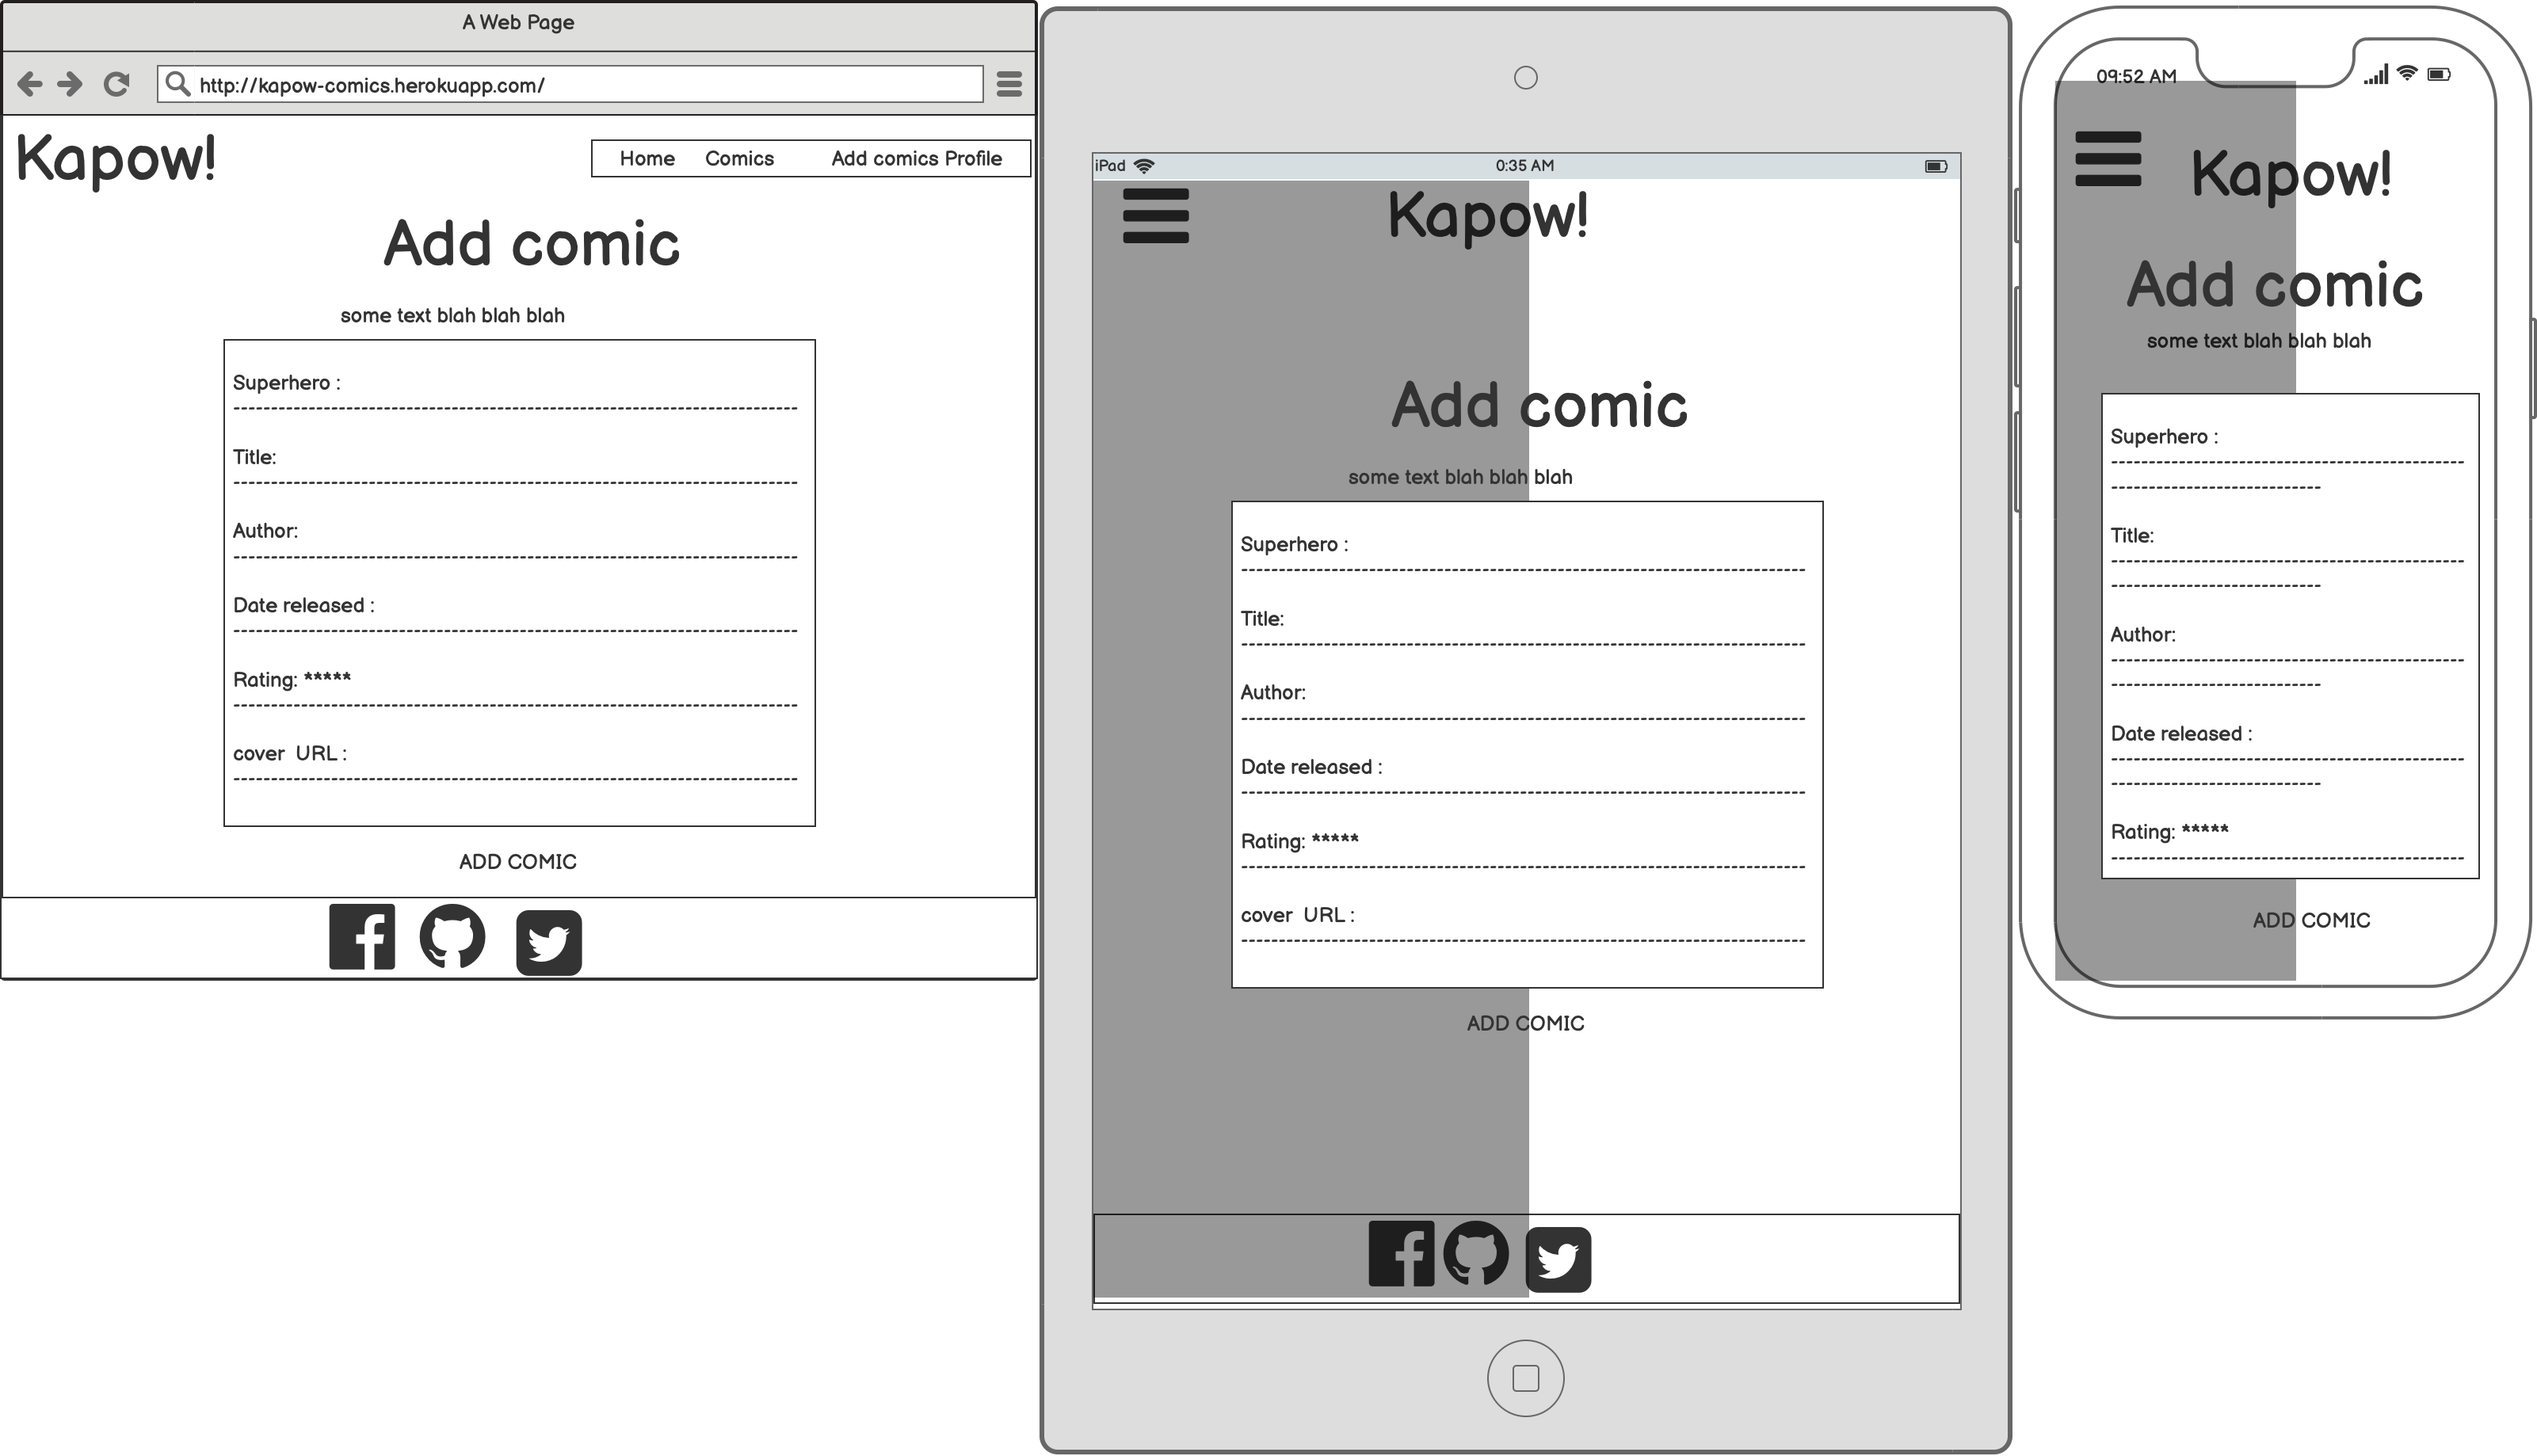 A Web Page
http://kapow-comics.herokuapp.com/
Kapow!
Home Comics Add comics Profile
Add comic
some text blah blah blah
Superhero :
---------------------------------------------------------------------------
Title:
---------------------------------------------------------------------------
Author:
---------------------------------------------------------------------------
Date released :
---------------------------------------------------------------------------
Rating: *****
---------------------------------------------------------------------------
cover  URL :
---------------------------------------------------------------------------
ADD COMIC
iPad 0:35 AM
Kapow!
Add comic
some text blah blah blah
Superhero :
---------------------------------------------------------------------------
Title:
---------------------------------------------------------------------------
Author:
---------------------------------------------------------------------------
Date released :
---------------------------------------------------------------------------
Rating: *****
---------------------------------------------------------------------------
cover  URL :
---------------------------------------------------------------------------
ADD COMIC
09:52 AM
Kapow!
Add comic
some text blah blah blah
Superhero :
-----------------------------------------------
----------------------------
Title:
-----------------------------------------------
----------------------------
Author:
-----------------------------------------------
----------------------------
Date released :
-----------------------------------------------
----------------------------
Rating: *****
-----------------------------------------------
ADD COMIC